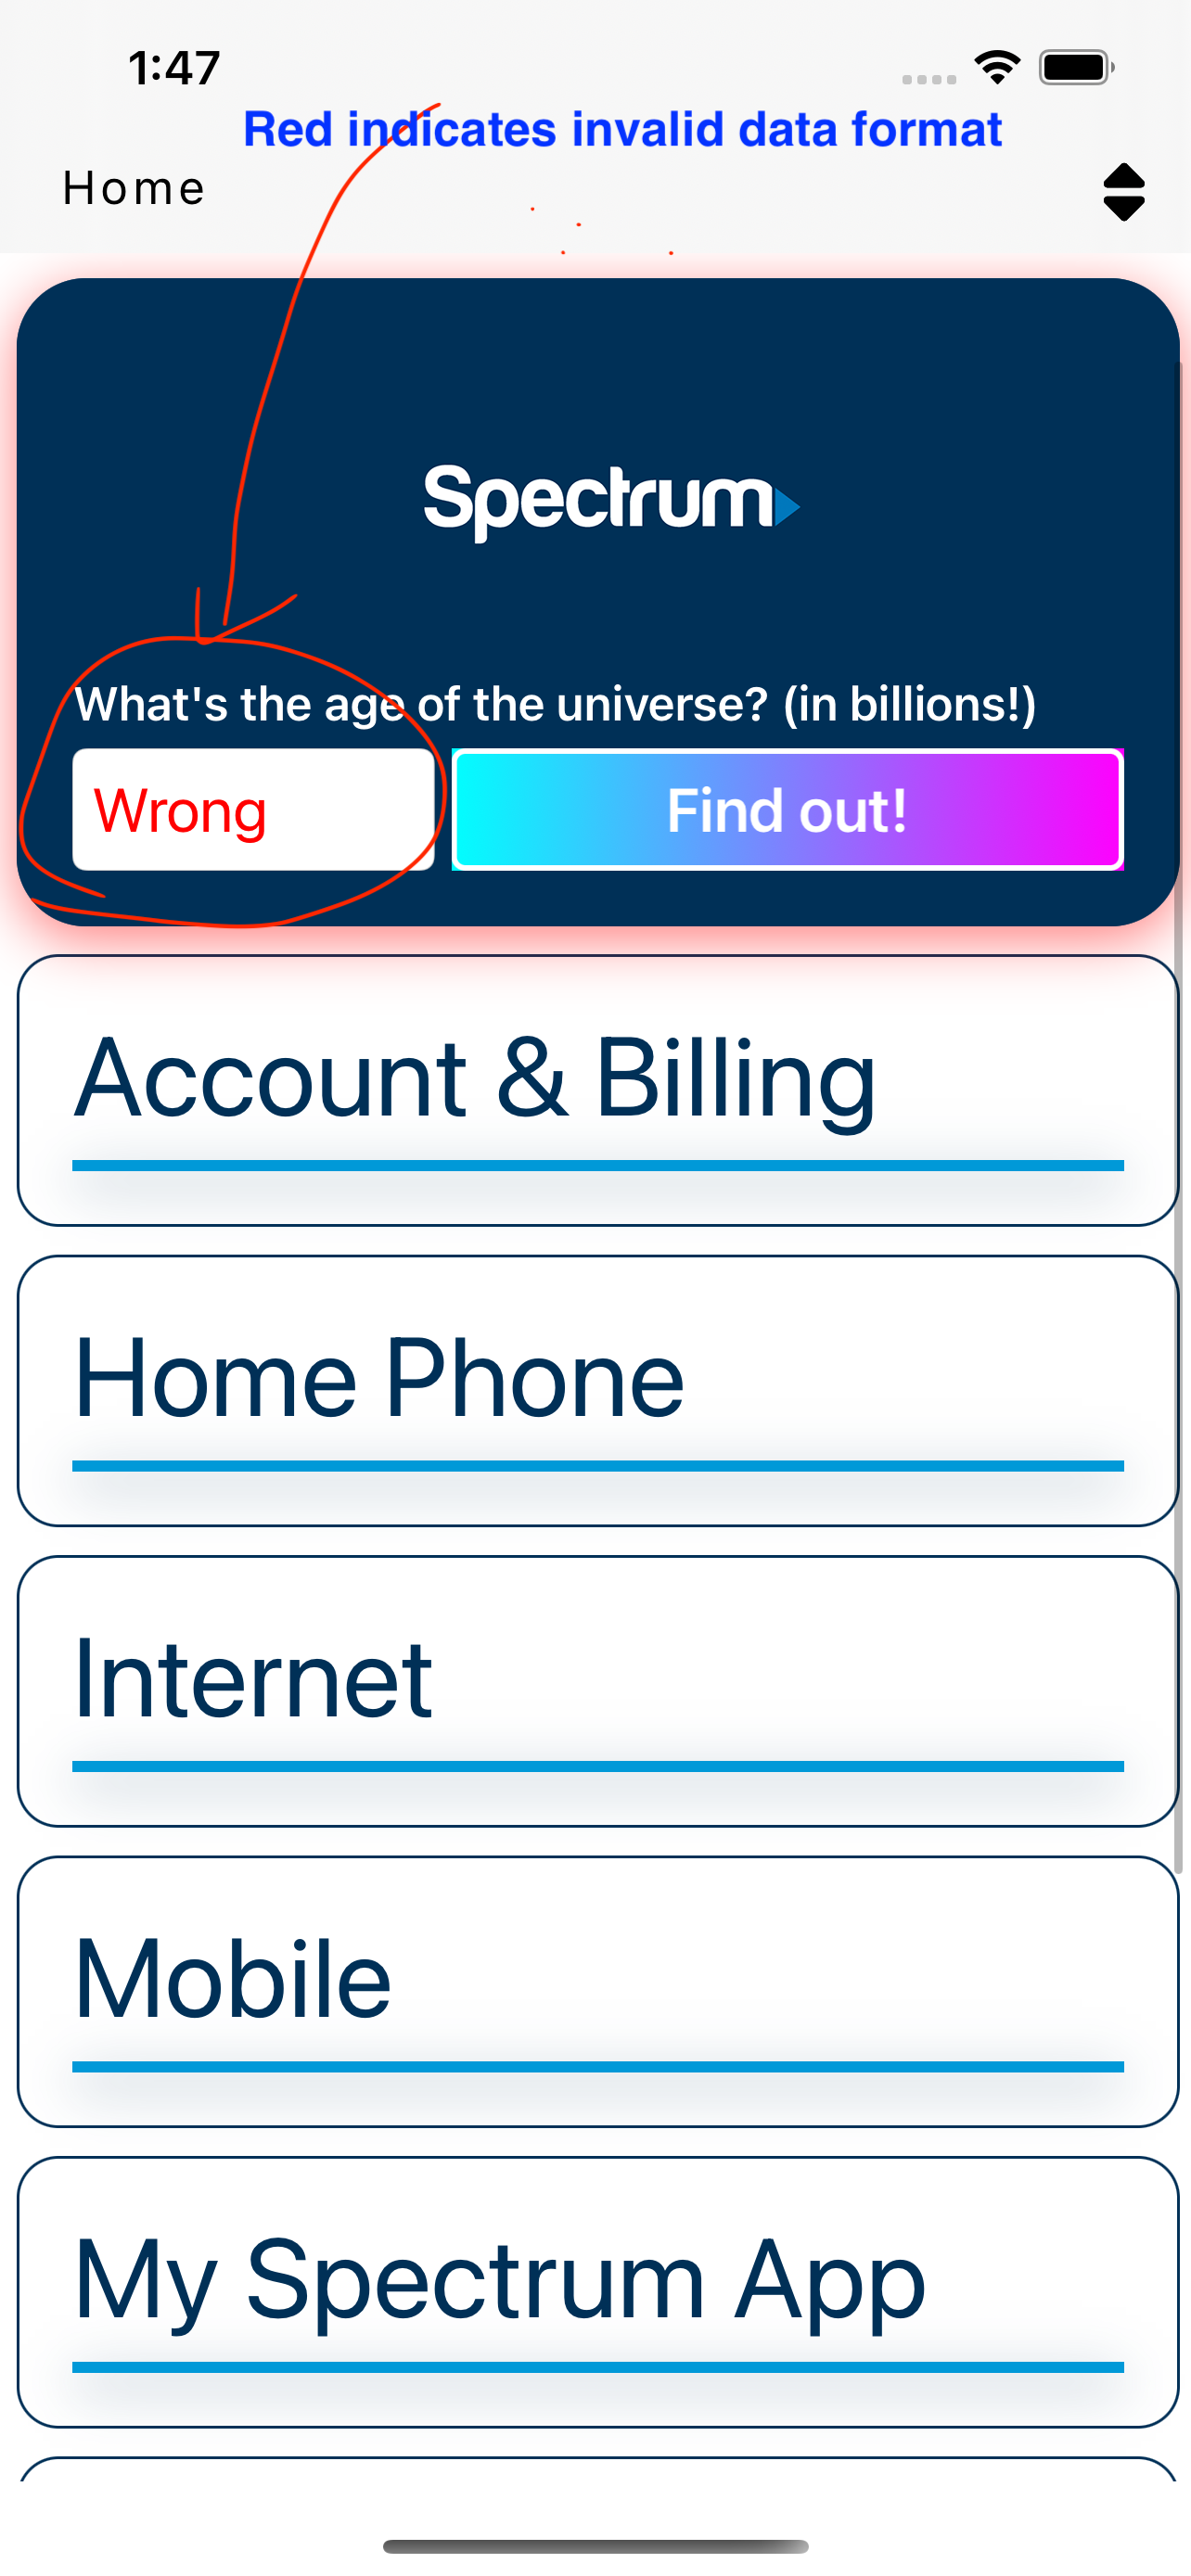 1:47
Red indicates invalid data format
Home
Spectrum
What's the age of the universe? (in billions!)
Wrong
Find out!
Account & Billing
Home Phone
Internet
Mobile
My Spectrum App